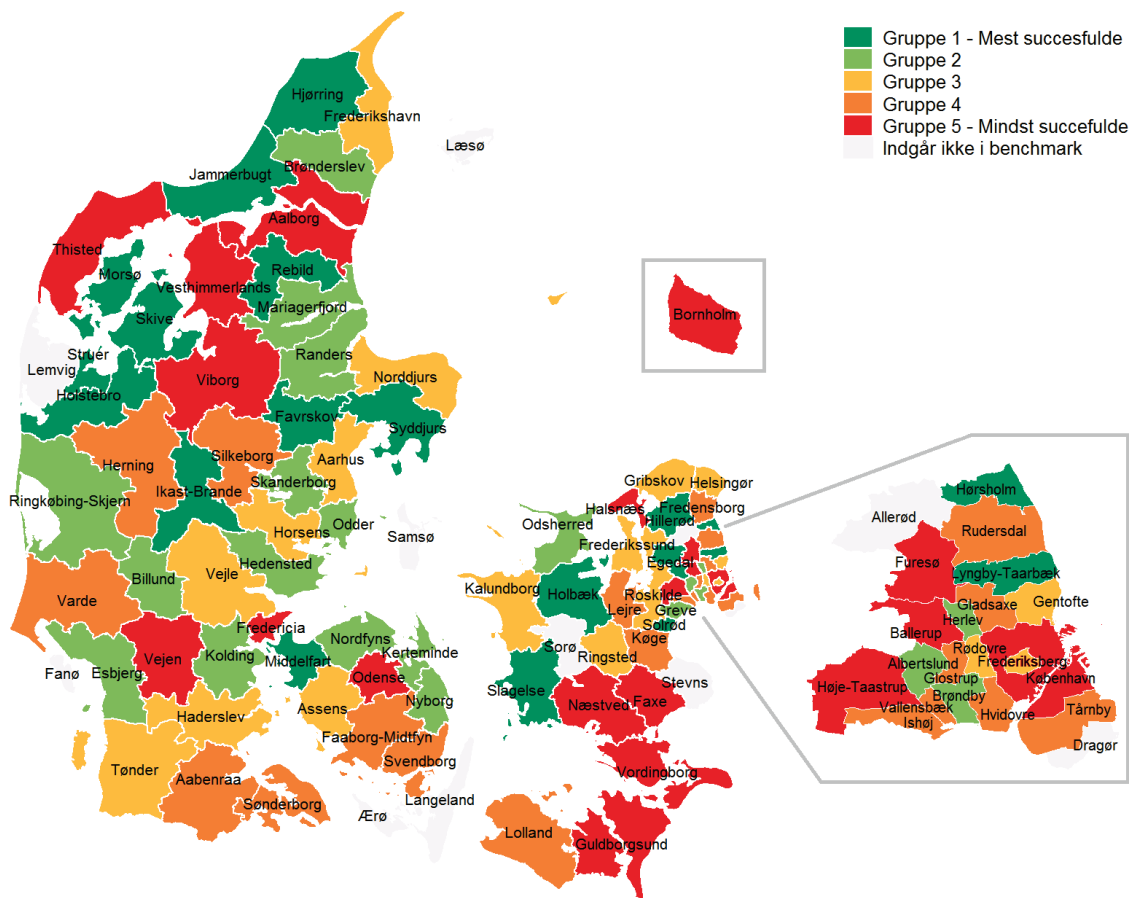 Gruppe 1 - Mest succesfulde
Gruppe 2
Gruppe 3
Gruppe 4
Gruppe 5 - Mindst succefulde
Indgår ikke i benchmark
Hjørring
Frederikshavn
Læsø
Brønderslev
Jammerbugt
Aalborg
Thisted
Rebild
Morsø
Vesthimmerlands
Mariagerfjord
Skive
Struer
Randers
Lemvig
Viborg
Norddjurs
Holstebro
Favrskov
Syddjurs
Silkeborg
Aarhus
Herning
Skanderborg
Ikast-Brande
Ringkøbing-Skjern
Horsens
Odder
Samsø
Hedensted
Billund
Vejle
Varde
Fredericia
Nordfyns
Kerteminde
Kolding
Middelfart
Vejen
Esbjerg
Fanø
Odense
Nyborg
Assens
Haderslev
Faaborg-Midtfyn
Svendborg
Tønder
Aabenraa
Langeland
Sønderborg
Ærø
Bornholm
Gribskov
Helsingør
Halsnæs
Fredensborg
Hillerød
Odsherred
Frederikssund
Egedal
Kalundborg
Holbæk
Roskilde
Lejre
Greve
Solrød
Køge
Sorø
Ringsted
Stevns
Slagelse
Næstved
Faxe
Vordingborg
Lolland
Guldborgsund
Hørsholm
Allerød
Rudersdal
Furesø
Lyngby-Taarbæk
Gentofte
Gladsaxe
Herlev
Ballerup
Rødovre
Frederiksberg
Albertslund
Glostrup
København
Høje-Taastrup
Brøndby
Vallensbæk
Ishøj
Hvidovre
Tårnby
Dragør